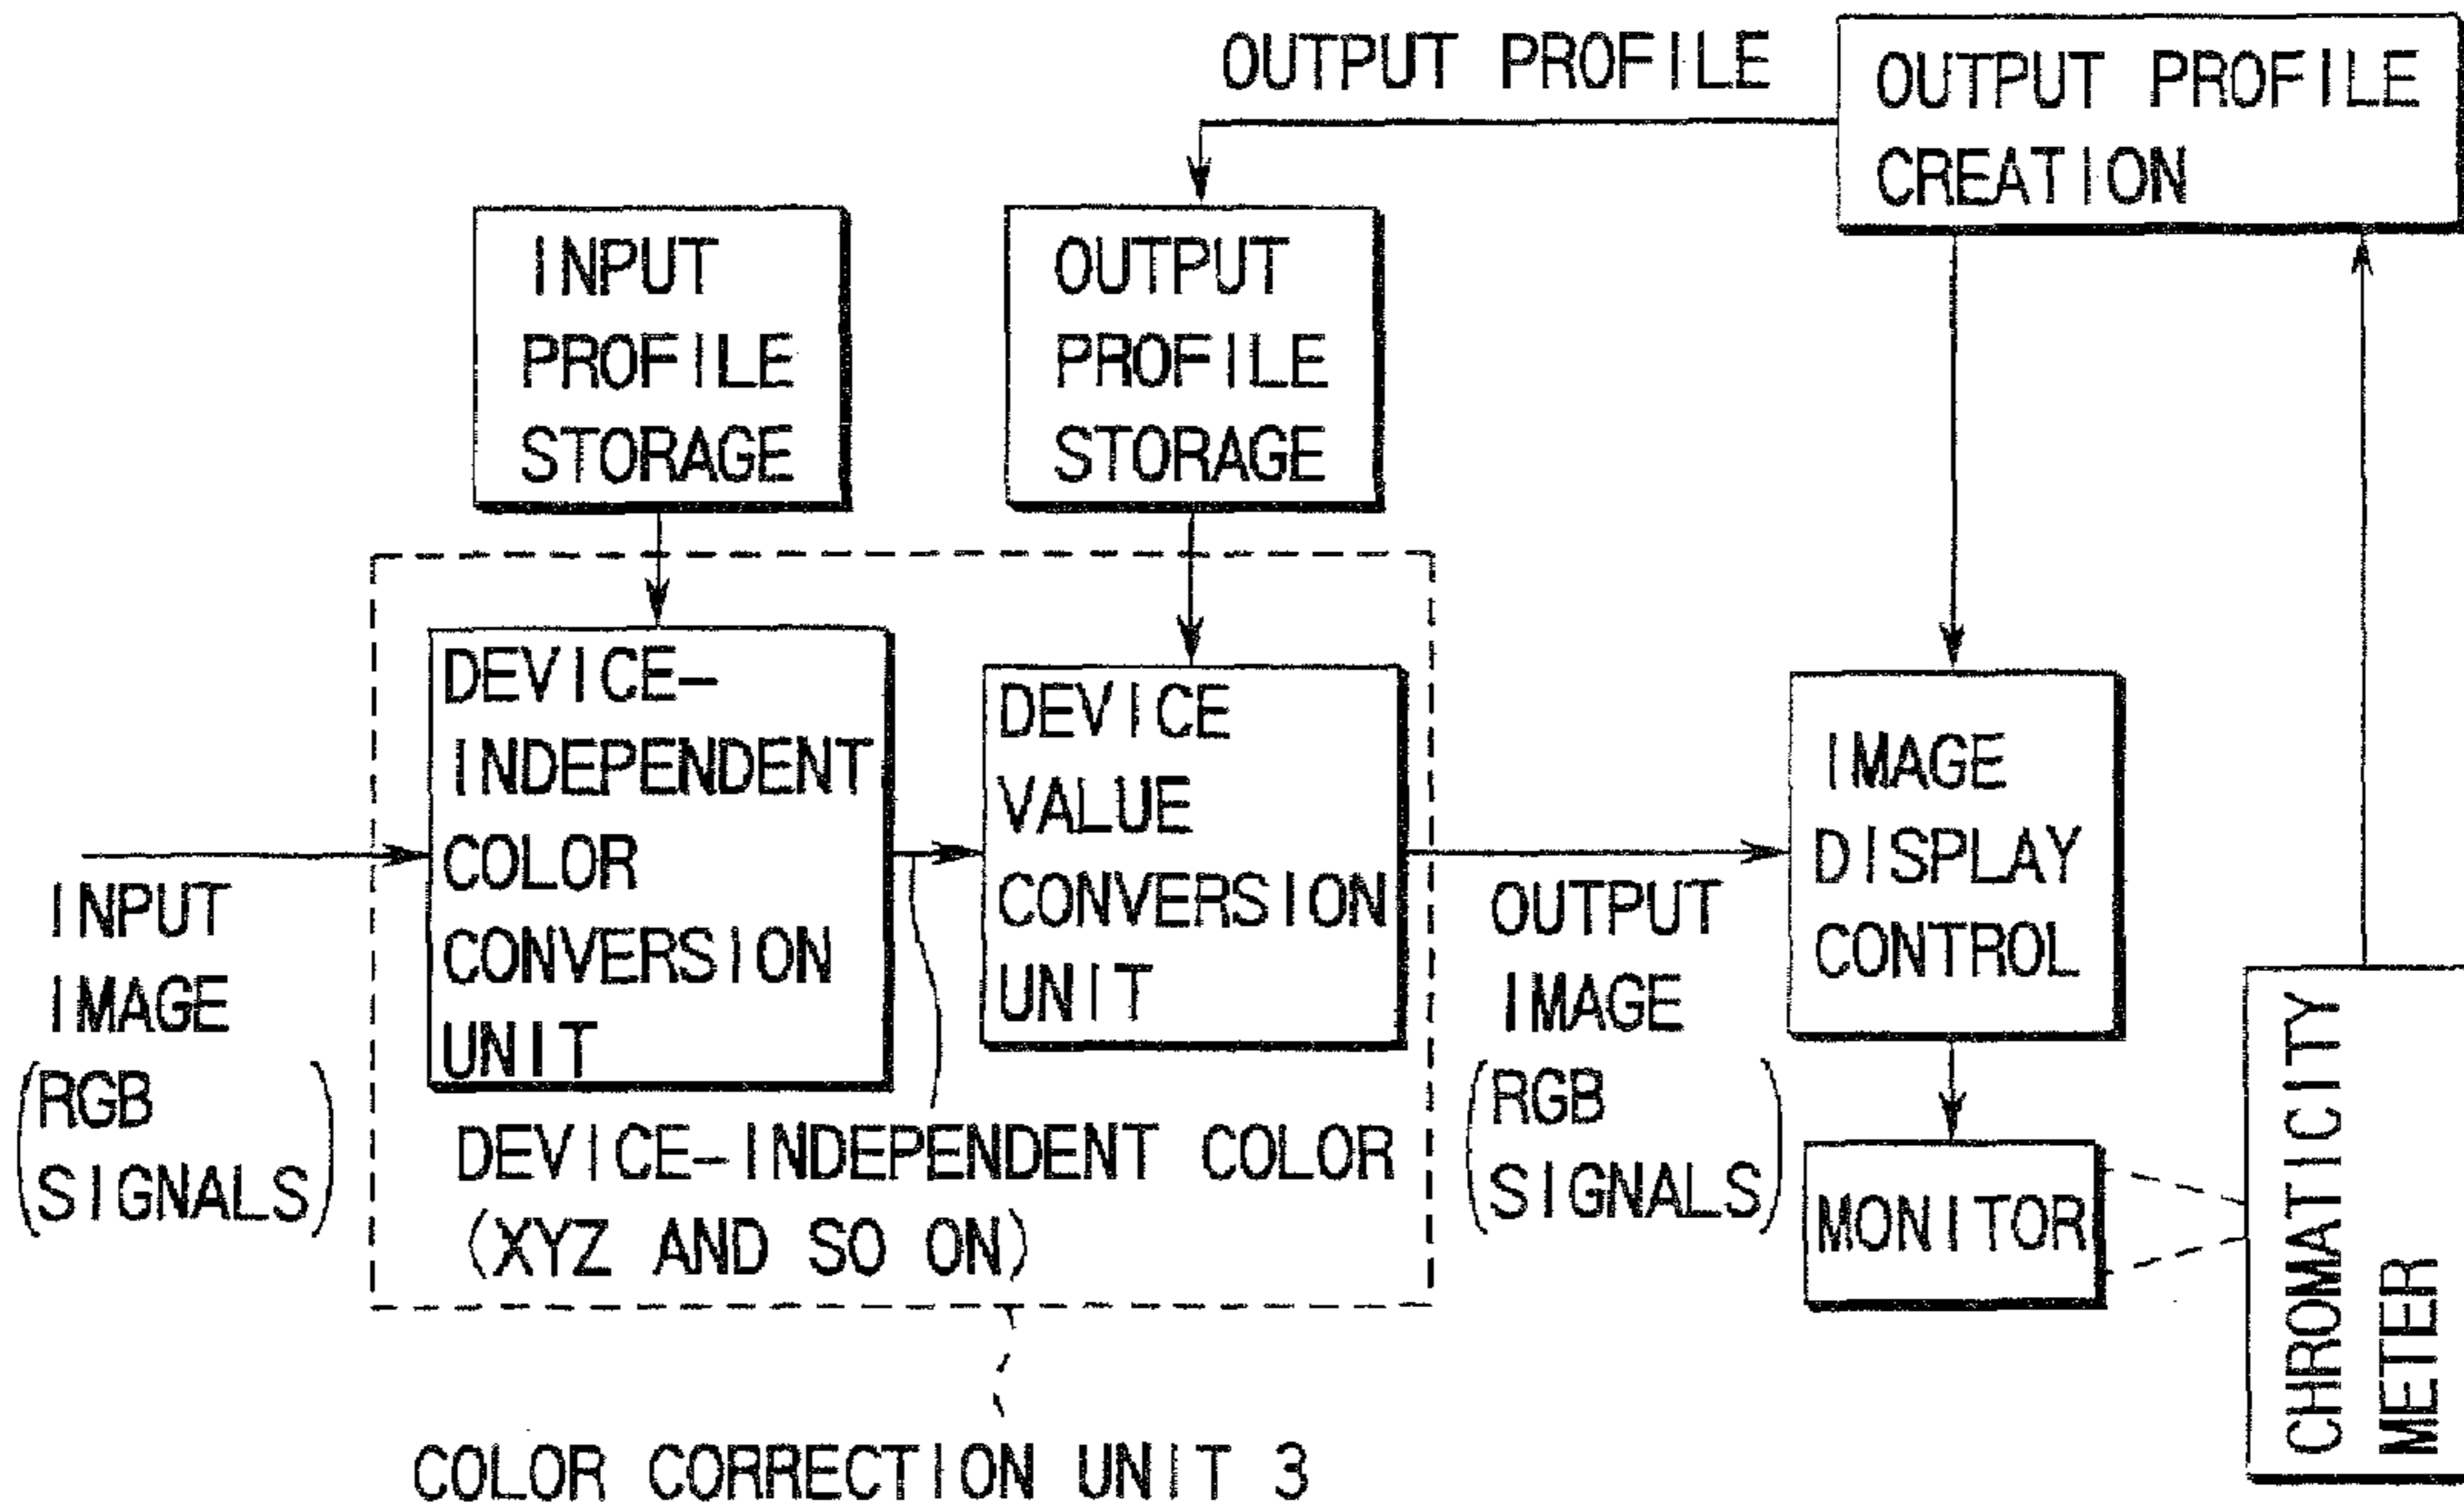 OUTPUT PROFILE
OUTPUT PROFILE
CREATION
INPUT
PROFILE
STORAGE
OUTPUT
PROFILE
STORAGE
DEVICE-
INDEPENDENT
COLOR
CONVERSION
UNIT
DEVICE
VALUE
CONVERSION
UNIT
IMAGE
DISPLAY
CONTROL
INPUT
IMAGE
(RGB
SIGNALS)
OUTPUT
IMAGE
(RGB
SIGNALS)
DEVICE-INDEPENDENT COLOR
(XYZ AND SO ON)
MONITOR
CHROMATICITY
METER
COLOR CORRECTION UNIT 3